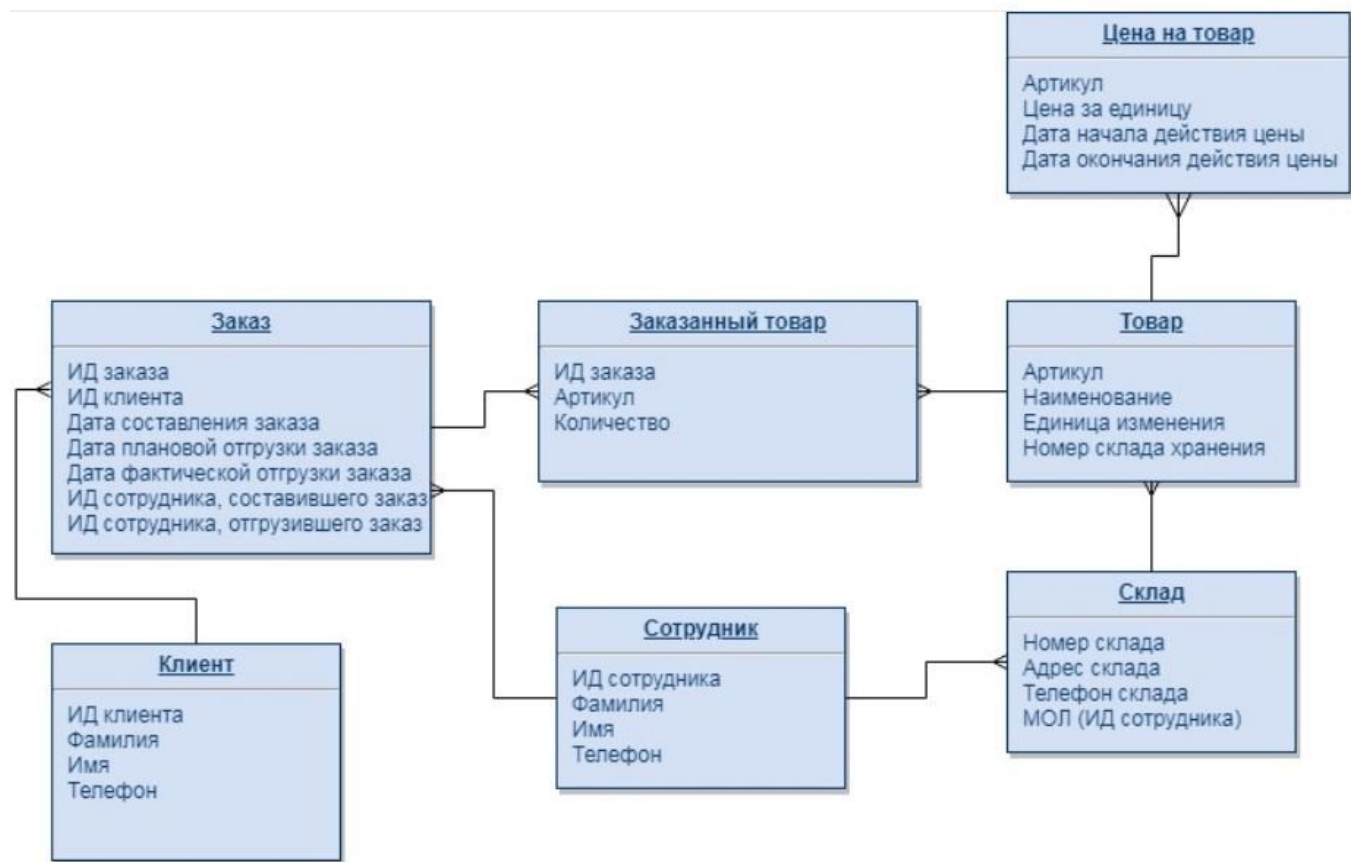 Цена на товар
Артикул
Цена за единицу
Дата начала действия цены
Дата окончания действия цены
Заказ
ИД заказа
ИД клиента
Дата составления заказа
Дата плановой отгрузки заказа
Дата фактической отгрузки заказа
ИД сотрудника, составившего заказ
ИД сотрудника, отгрузившего заказ
Заказанный товар
ИД заказа
Артикул
Количество
Товар
Артикул
Наименование
Единица изменения
Номер склада хранения
Клиент
ИД клиента
Фамилия
Имя
Телефон
Сотрудник
ИД сотрудника
Фамилия
Имя
Телефон
Склад
Номер склада
Адрес склада
Телефон склада
МОЛ (ИД сотрудника)